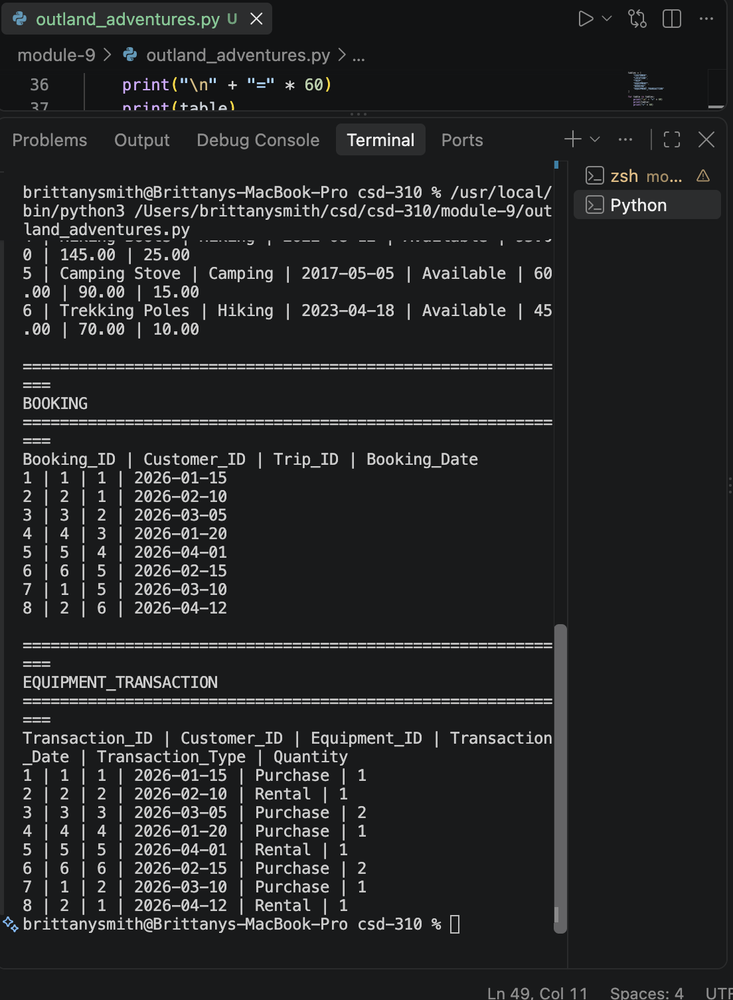 outland_adventures.py U
module-9 > outland_adventures.py > ...
36 print("\n" + "=" * 60)
37 print(table)
Problems Output Debug Console Terminal Ports
zsh mo...
Python
brittanysmith@Brittanys-MacBook-Pro csd-310 % /usr/local/
bin/python3 /Users/brittanysmith/csd/csd-310/module-9/out
land_adventures.py
0 | 145.00 | 25.00
5 | Camping Stove | Camping | 2017-05-05 | Available | 60
.00 | 90.00 | 15.00
6 | Trekking Poles | Hiking | 2023-04-18 | Available | 45
.00 | 70.00 | 10.00
=========================================================
===
BOOKING
=========================================================
===
Booking_ID | Customer_ID | Trip_ID | Booking_Date
1 | 1 | 1 | 2026-01-15
2 | 2 | 1 | 2026-02-10
3 | 3 | 2 | 2026-03-05
4 | 4 | 3 | 2026-01-20
5 | 5 | 4 | 2026-04-01
6 | 6 | 5 | 2026-02-15
7 | 1 | 5 | 2026-03-10
8 | 2 | 6 | 2026-04-12
=========================================================
===
EQUIPMENT_TRANSACTION
=========================================================
===
Transaction_ID | Customer_ID | Equipment_ID | Transaction
_Date | Transaction_Type | Quantity
1 | 1 | 1 | 2026-01-15 | Purchase | 1
2 | 2 | 2 | 2026-02-10 | Rental | 1
3 | 3 | 3 | 2026-03-05 | Purchase | 2
4 | 4 | 4 | 2026-01-20 | Purchase | 1
5 | 5 | 5 | 2026-04-01 | Rental | 1
6 | 6 | 6 | 2026-02-15 | Purchase | 2
7 | 1 | 2 | 2026-03-10 | Purchase | 1
8 | 2 | 1 | 2026-04-12 | Rental | 1
brittanysmith@Brittanys-MacBook-Pro csd-310 %
Ln 49, Col 11 Spaces: 4 UTF